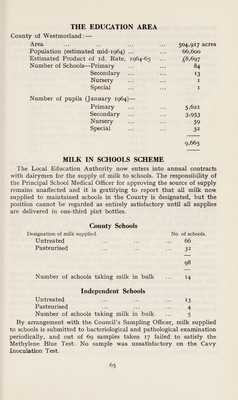 THE EDUCATION AREA
County of Westmorland :—
Area ... ... ... ... 504,917 acres
Population (estimated mid-1964) ... ... 66,600
Estimated Product of 1d. Rate, 1964-65 ... £8,697
Number of Schools—Primary ... ... 84
Secondary ... ... 13
Nursery ... ... 1
Special ... ... 1
Number of pupils (January 1964)—
Primary ... ... 5,621
Secondary ... ... 3,953
Nursery ... ... 59
Special ... ... 32
9,665
MILK IN SCHOOLS SCHEME
The Local Education Authority now enters into annual contracts
with dairymen for the supply of milk to schools. The responsibility of
the Principal School Medical Officer for approving the source of supply
remains unaffected and it is gratifying to report that all milk now
supplied to maintained schools in the County is designated, but the
position cannot be regarded as entirely satisfactory until all supplies
are delivered in one-third pint bottles.
County Schools
Designation of milk supplied No. of schools.
Untreated ... ... ... 66
Pasteurised ... ... ... 32
98
Number of schools taking milk in bulk ... 14
Independent Schools
Untreated ... ... ... 13
Pasteurised ... ... ... 4
Number of schools taking milk in bulk ... 5
By arrangement with the Council's Sampling Officer, milk supplied
to schools is submitted to bacteriological and pathological examination
periodically, and out of 69 samples taken 17 failed to satisfy the
Methylene Blue Test. No sample was unsatisfactory on the Cavy
Inoculation Test.
65